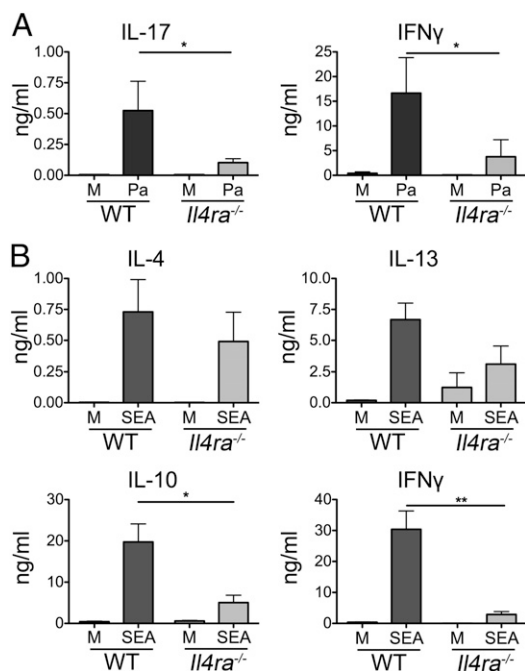 A
IL-17
ng/ml
1.00
0.75
0.50
0.25
0.00
*
M Pa M Pa
WT Il4ra-/-
IFNγ
ng/ml
25
20
15
10
5
0
*
M Pa M Pa
WT Il4ra-/-
B
IL-4
ng/ml
1.00
0.75
0.50
0.25
0.00
M SEA M SEA
WT Il4ra-/-
IL-13
ng/ml
10.0
7.5
5.0
2.5
0.0
M SEA M SEA
WT Il4ra-/-
IL-10
ng/ml
30
20
10
0
*
M SEA M SEA
WT Il4ra-/-
IFNγ
ng/ml
40
30
20
10
0
**
M SEA M SEA
WT Il4ra-/-